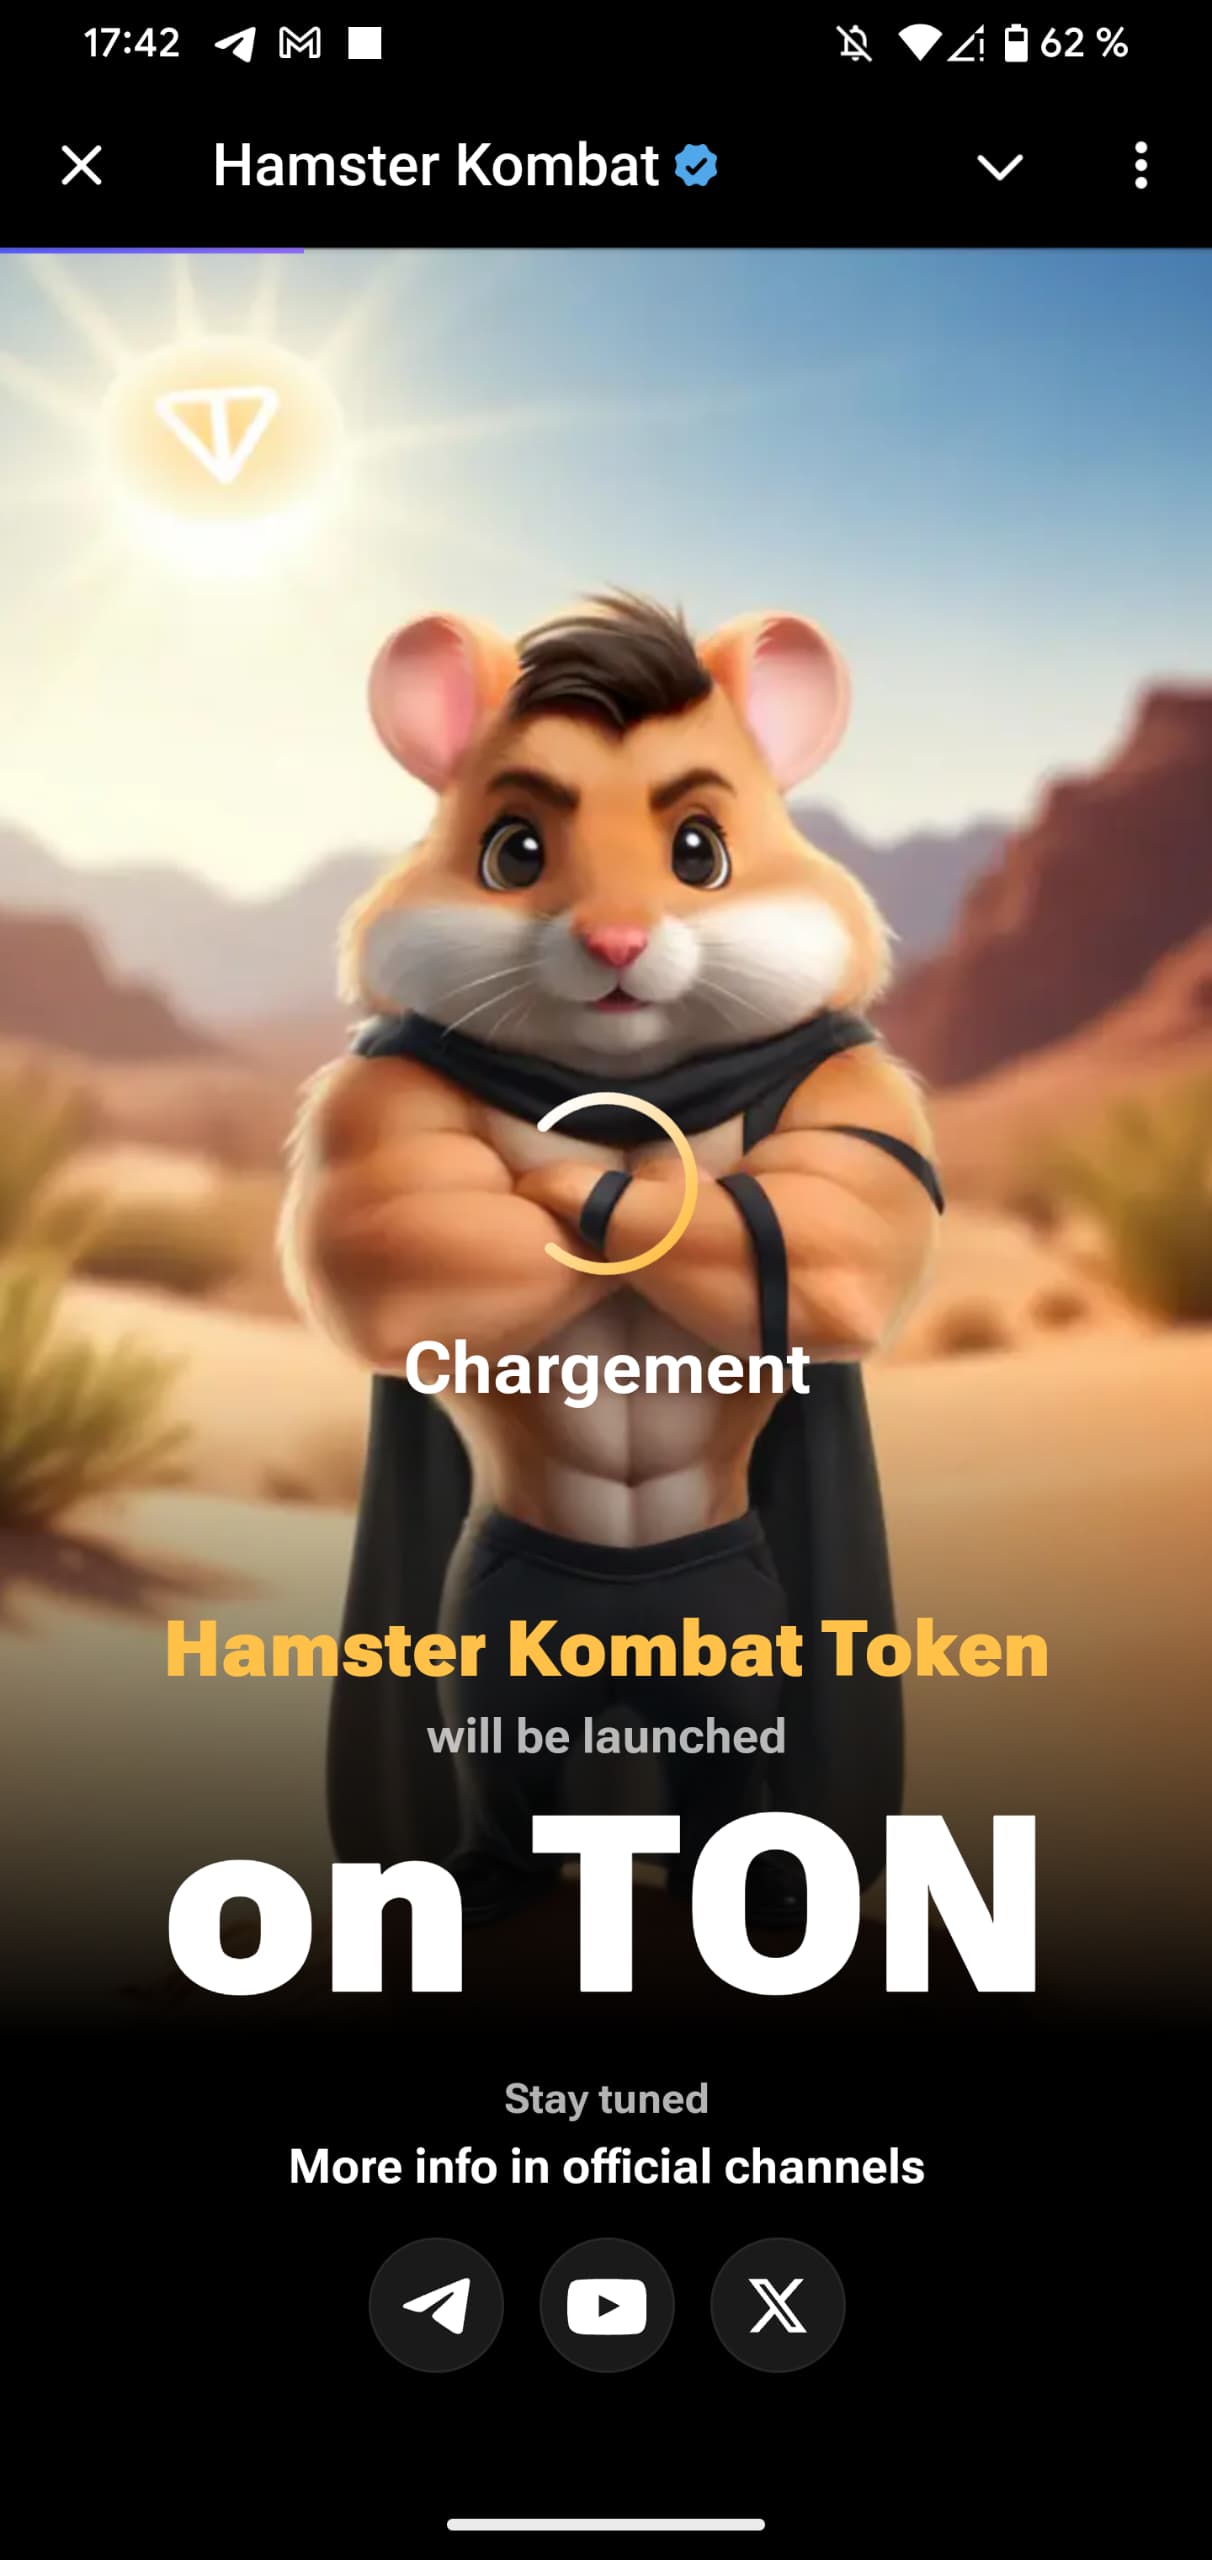 17:42
62 %
Hamster Kombat
Chargement
Hamster Kombat Token
will be launched
on TON
Stay tuned
More info in official channels